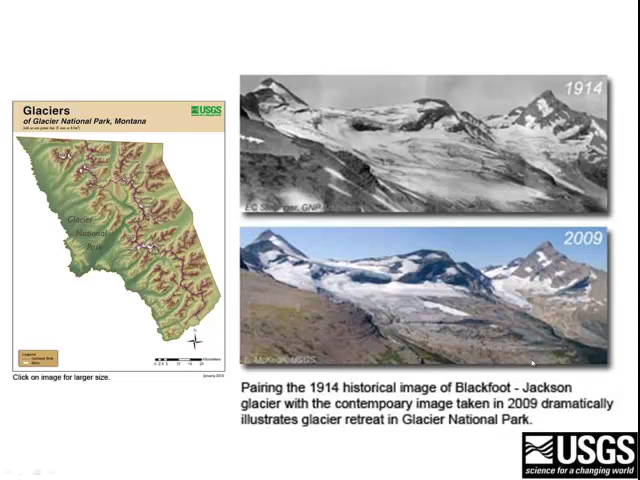 Glaciers
of Glacier National Park, Montana
USGS
Glacier
National
Park
Click on image for larger size.
January 2010
1914
2009
Pairing the 1914 historical image of Blackfoot - Jackson
glacier with the contempoary image taken in 2009 dramatically
illustrates glacier retreat in Glacier National Park.
USGS
science for a changing world